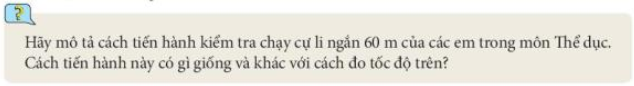 ?
Hãy mô tả cách tiến hành kiểm tra chạy cự li ngắn 60 m của các em trong môn Thể dục.
Cách tiến hành này có gì giống và khác với cách đo tốc độ trên?